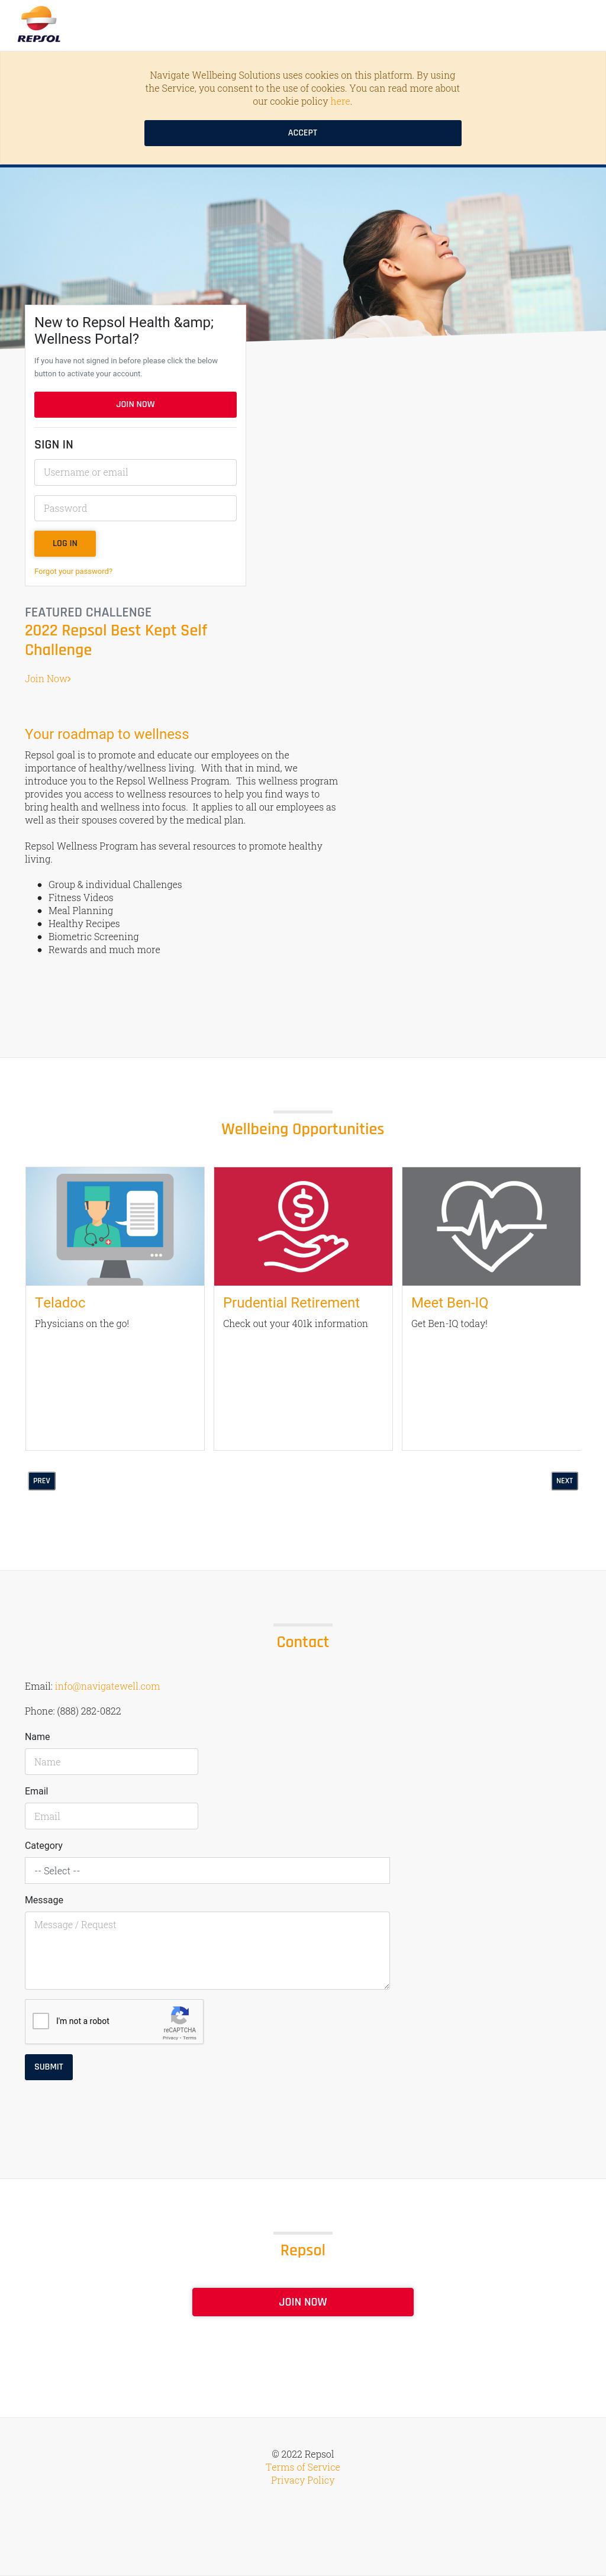 REPSOL
Navigate Wellbeing Solutions uses cookies on this platform. By using
the Service, you consent to the use of cookies. You can read more about
our cookie policy here.
ACCEPT
New to Repsol Health &amp;
Wellness Portal?
If you have not signed in before please click the below
button to activate your account.
JOIN NOW
SIGN IN
Username or email
Password
LOG IN
Forgot your password?
FEATURED CHALLENGE
2022 Repsol Best Kept Self
Challenge
Join Now›
Your roadmap to wellness
Repsol goal is to promote and educate our employees on the
importance of healthy/wellness living.  With that in mind, we
introduce you to the Repsol Wellness Program.  This wellness program
provides you access to wellness resources to help you find ways to
bring health and wellness into focus.  It applies to all our employees as
well as their spouses covered by the medical plan.
Repsol Wellness Program has several resources to promote healthy
living.
• Group & individual Challenges
• Fitness Videos
• Meal Planning
• Healthy Recipes
• Biometric Screening
• Rewards and much more
Wellbeing Opportunities
Teladoc
Physicians on the go!
Prudential Retirement
Check out your 401k information
Meet Ben-IQ
Get Ben-IQ today!
PREV
NEXT
Contact
Email: info@navigatewell.com
Phone: (888) 282-0822
Name
Name
Email
Email
Category
-- Select --
Message
Message / Request
I'm not a robot
reCAPTCHA
Privacy - Terms
SUBMIT
Repsol
JOIN NOW
© 2022 Repsol
Terms of Service
Privacy Policy